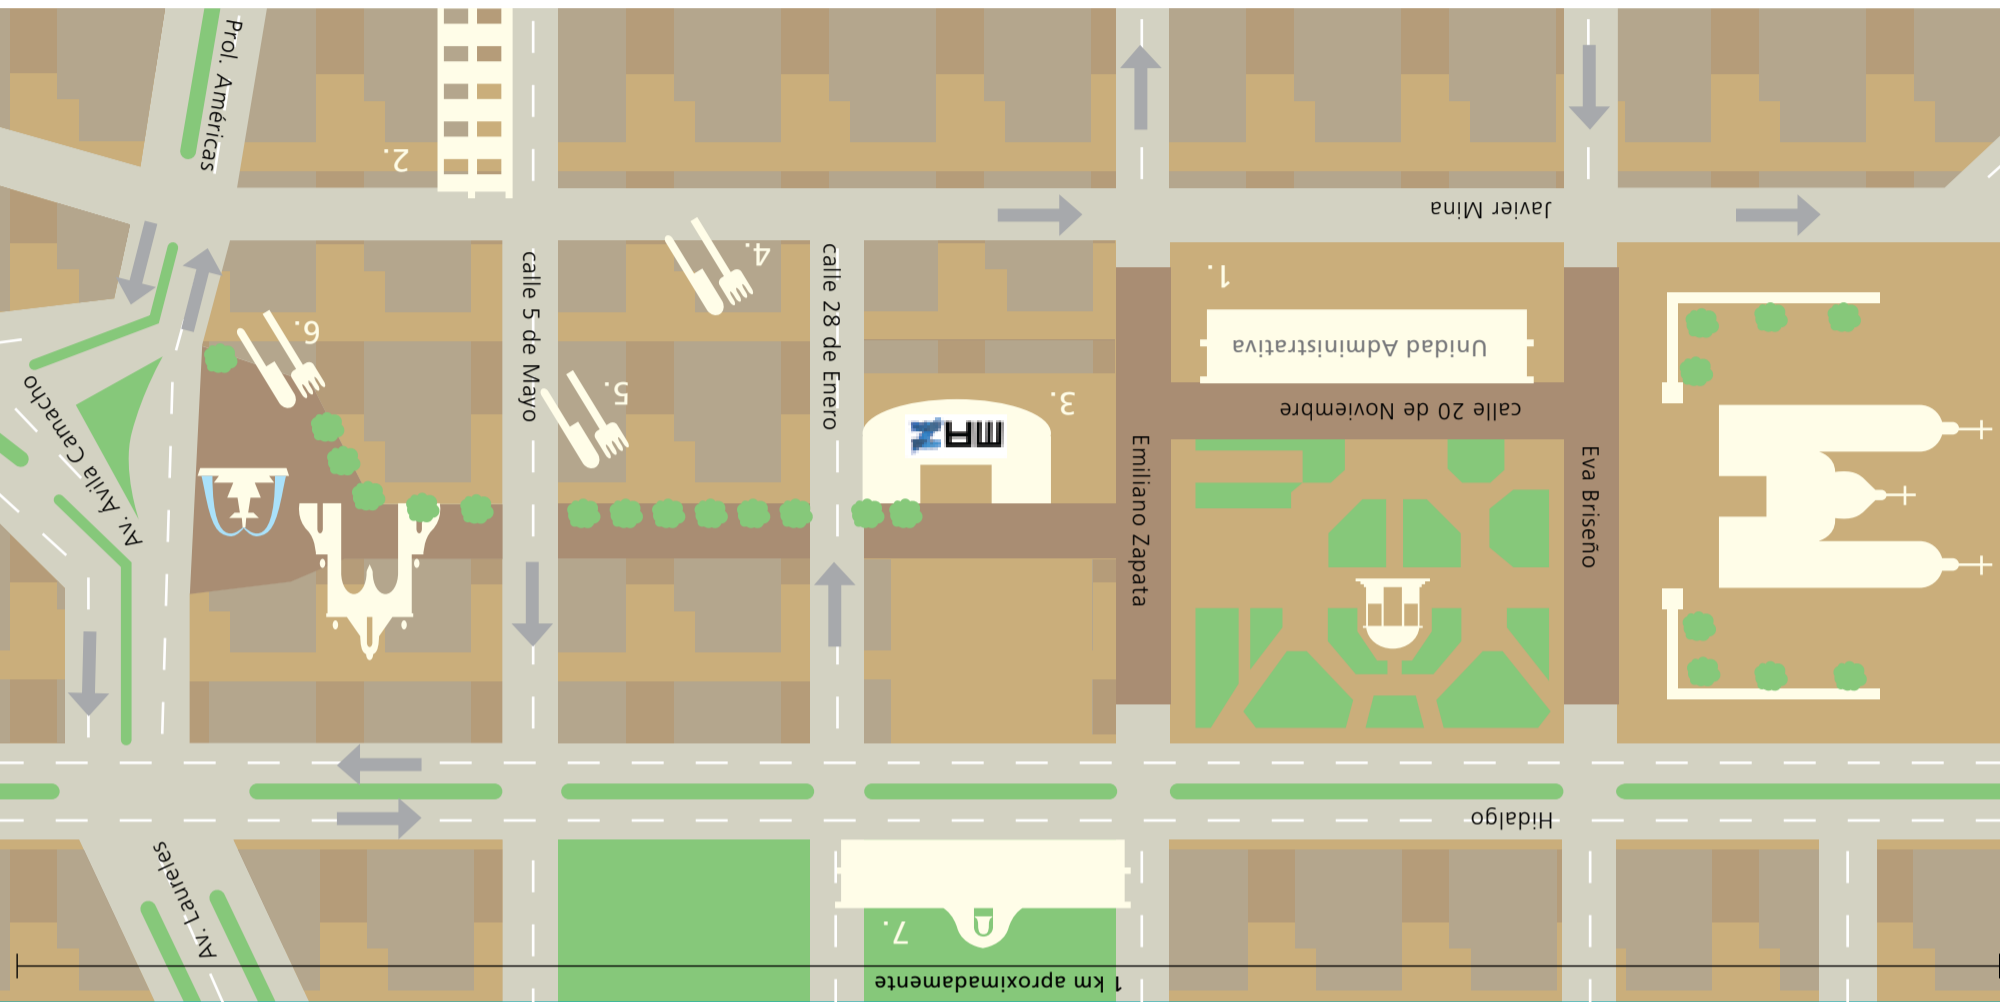 Prol. Américas
2.
Javier Mina
4.
1.
calle 5 de Mayo
calle 28 de Enero
6.
Unidad Administrativa
5.
3.
calle 20 de Noviembre
MAZ
Av. Ávila Camacho
Emiliano Zapata
Eva Briseño
Hidalgo
Av. Laureles
7.
1 km aproximadamente